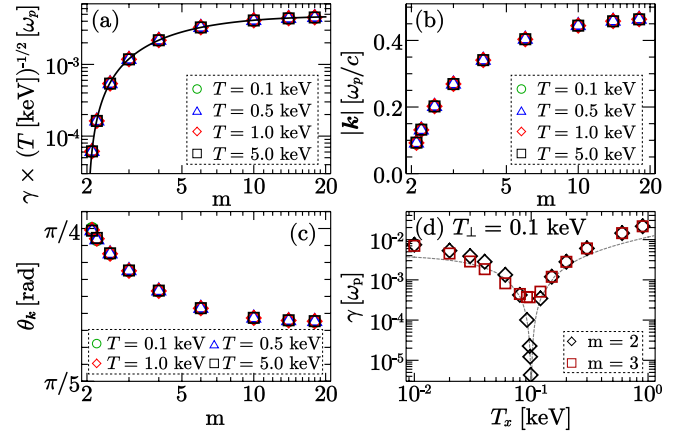 (a)
γ × (T [keV])^-1/2 [ω_p]
10^-3
10^-4
T = 0.1 keV
T = 0.5 keV
T = 1.0 keV
T = 5.0 keV
2 5 10 20
m
(b)
|k| [ω_p/c]
0.4
0.2
0.0
T = 0.1 keV
T = 0.5 keV
T = 1.0 keV
T = 5.0 keV
2 5 10 20
m
(c)
θ_k [rad]
π/4
π/5
T = 0.1 keV T = 0.5 keV
T = 1.0 keV T = 5.0 keV
2 5 10 20
m
(d) T_⊥ = 0.1 keV
γ [ω_p]
10^-2
10^-3
10^-4
10^-5
m = 2
m = 3
10^-2 10^-1 10^0
T_x [keV]